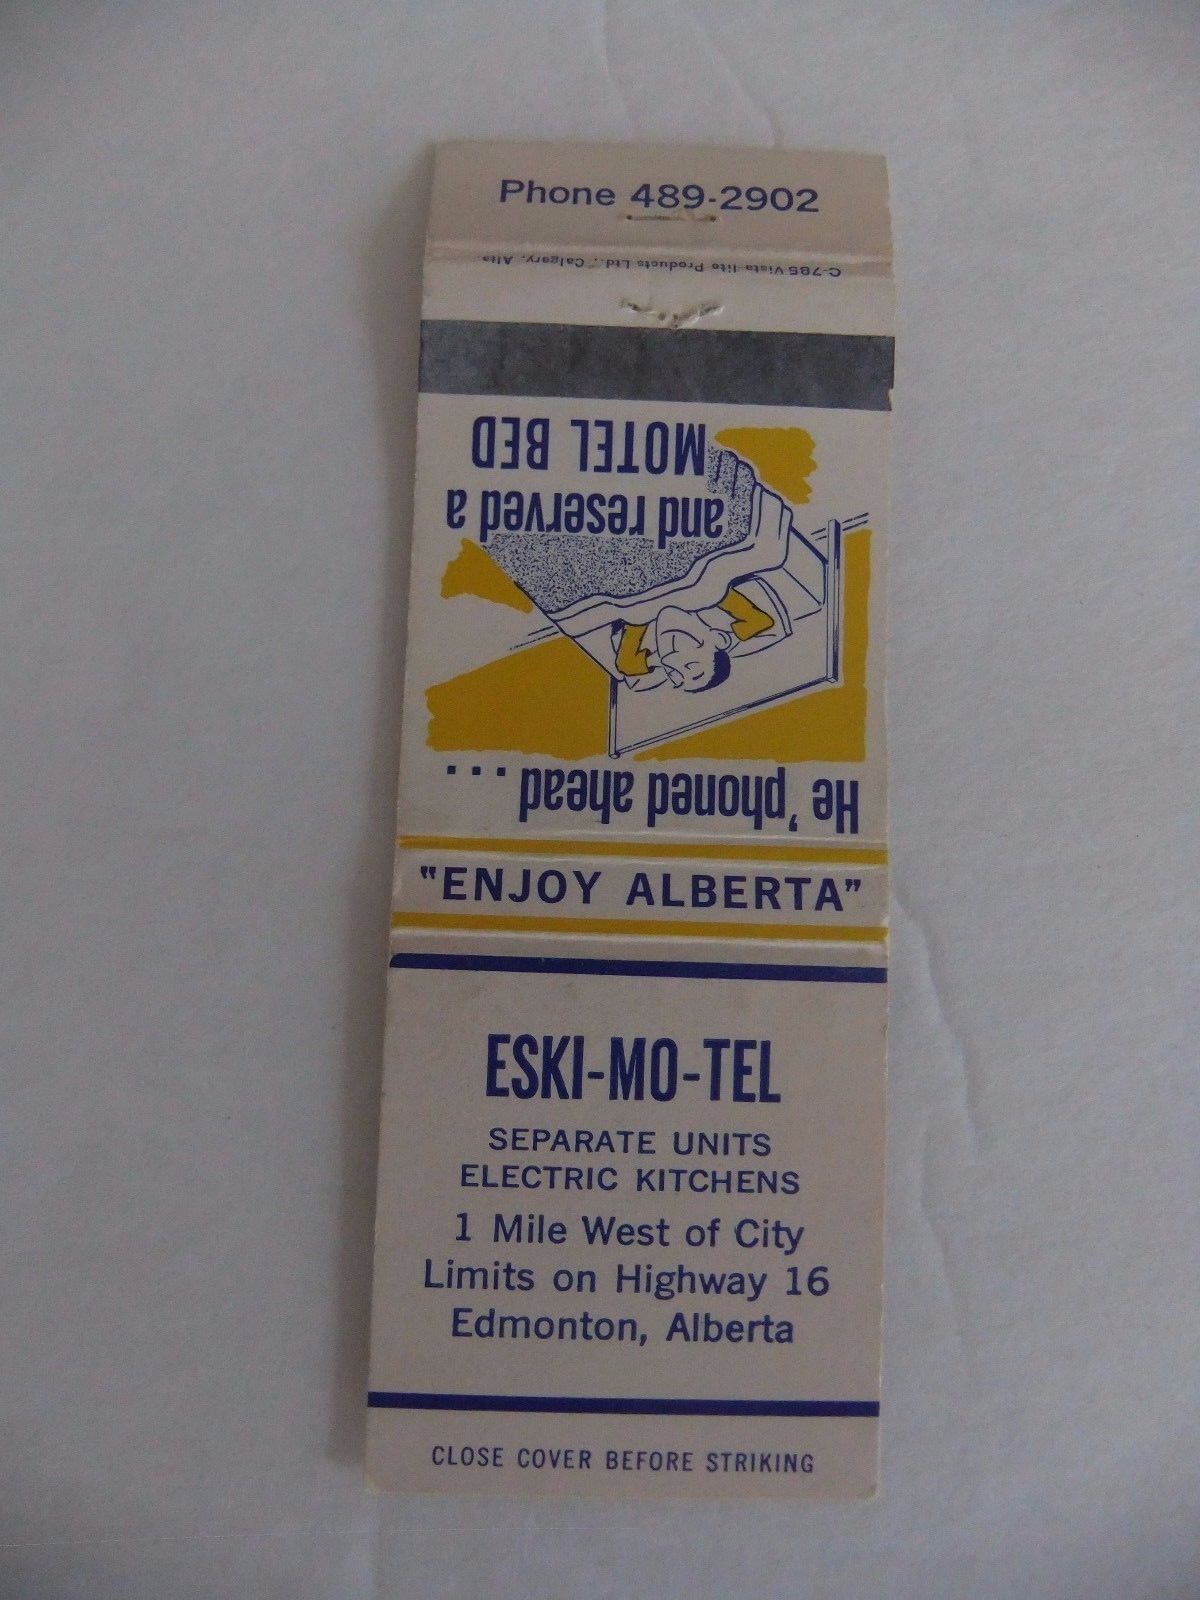 Phone 489-2902
C-785 Vista-lite Products Ltd., Calgary, Alta.
He 'phoned ahead...
and reserved a
MOTEL BED
"ENJOY ALBERTA"
ESKI-MO-TEL
SEPARATE UNITS
ELECTRIC KITCHENS
1 Mile West of City
Limits on Highway 16
Edmonton, Alberta
CLOSE COVER BEFORE STRIKING